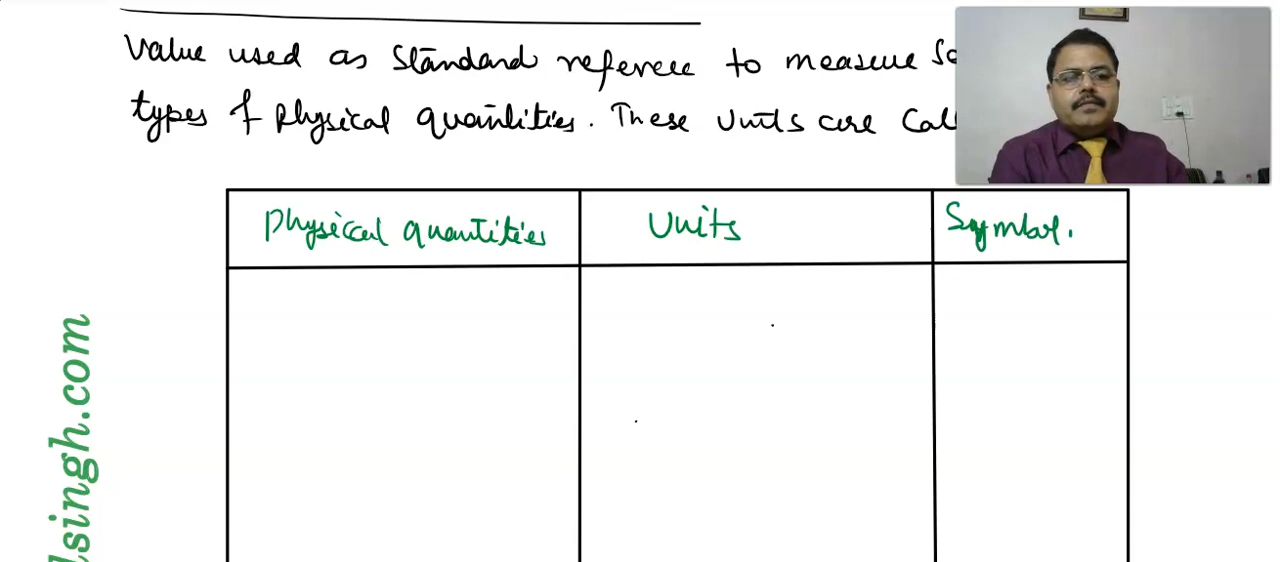 Value used as standard referece to measure
types of physical quantities. These units are
Physical quantities
Units
Symbol.
lsingh.com